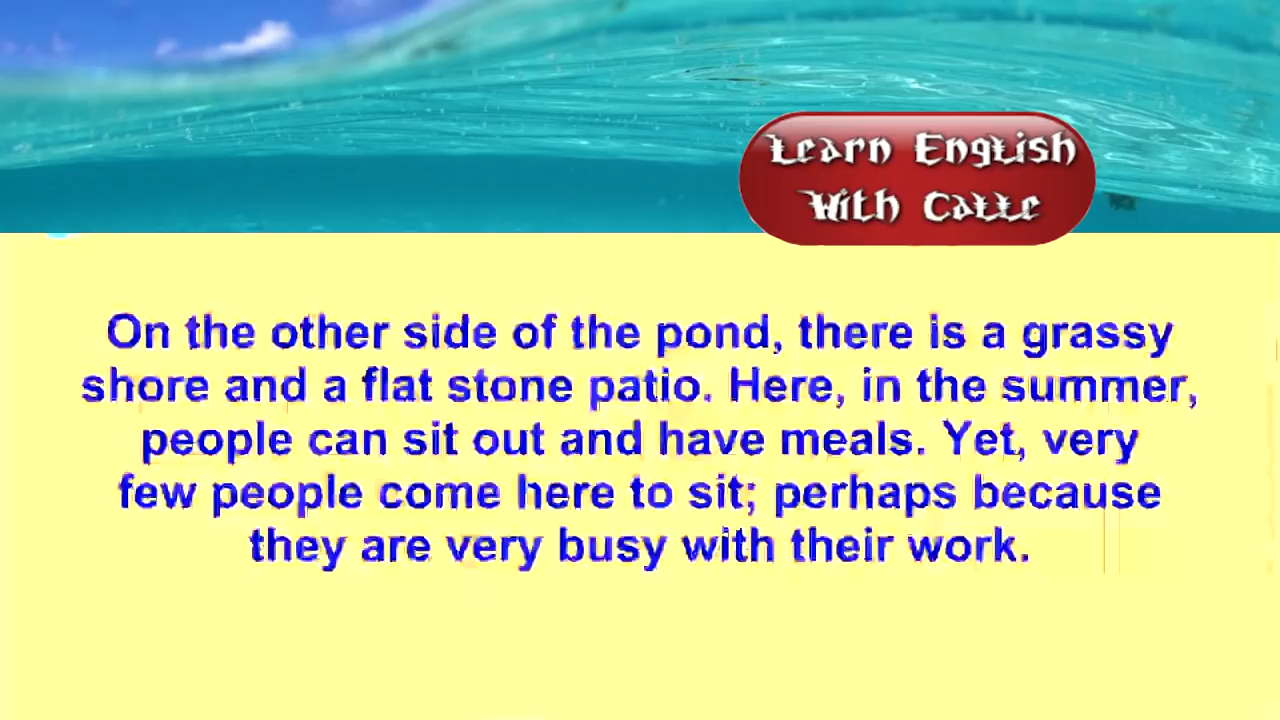 Learn English
With Calle
On the other side of the pond, there is a grassy
shore and a flat stone patio. Here, in the summer,
people can sit out and have meals. Yet, very
few people come here to sit; perhaps because
they are very busy with their work.